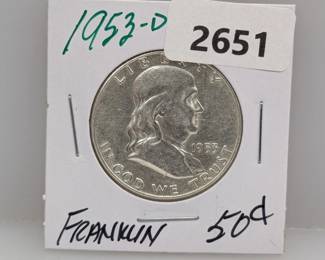 1953-D
2651
LIBERTY
1953
IN GOD WE TRUST
FRANKLIN 50¢